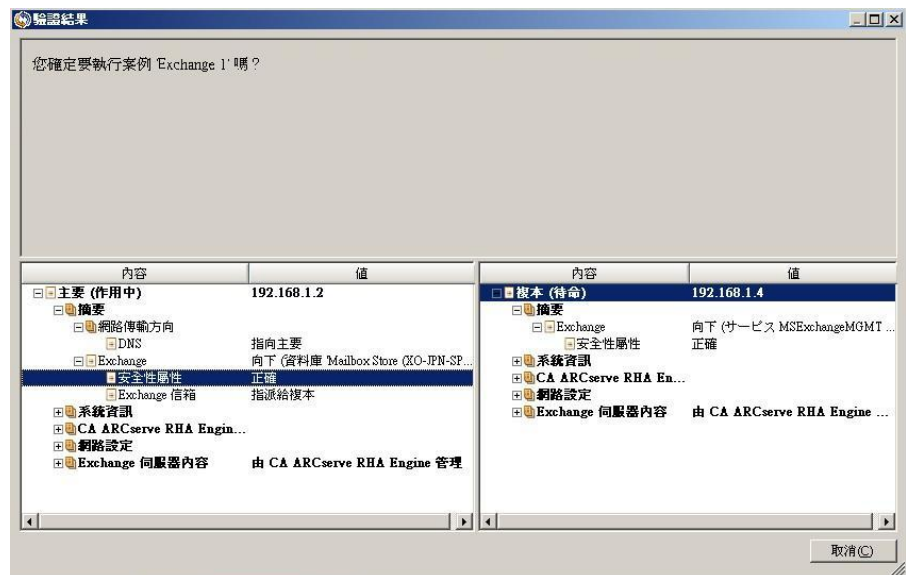 驗證結果
您確定要執行案例 'Exchange 1' 嗎？
內容 值
主要 (作用中) 192.168.1.2
摘要
網路傳輸方向
DNS 指向主要
Exchange 向下 (資料庫 'Mailbox Store (XO-JPN-SP...
安全性屬性 正確
Exchange 信箱 指派給複本
系統資訊
CA ARCserve RHA Engin...
網路設定
Exchange 伺服器內容 由 CA ARCserve RHA Engine 管理
內容 值
複本 (待命) 192.168.1.4
摘要
Exchange 向下 (サービス MSExchangeMGMT ...
安全性屬性 正確
系統資訊
CA ARCserve RHA En...
網路設定
Exchange 伺服器內容 由 CA ARCserve RHA Engine ...
取消(C)